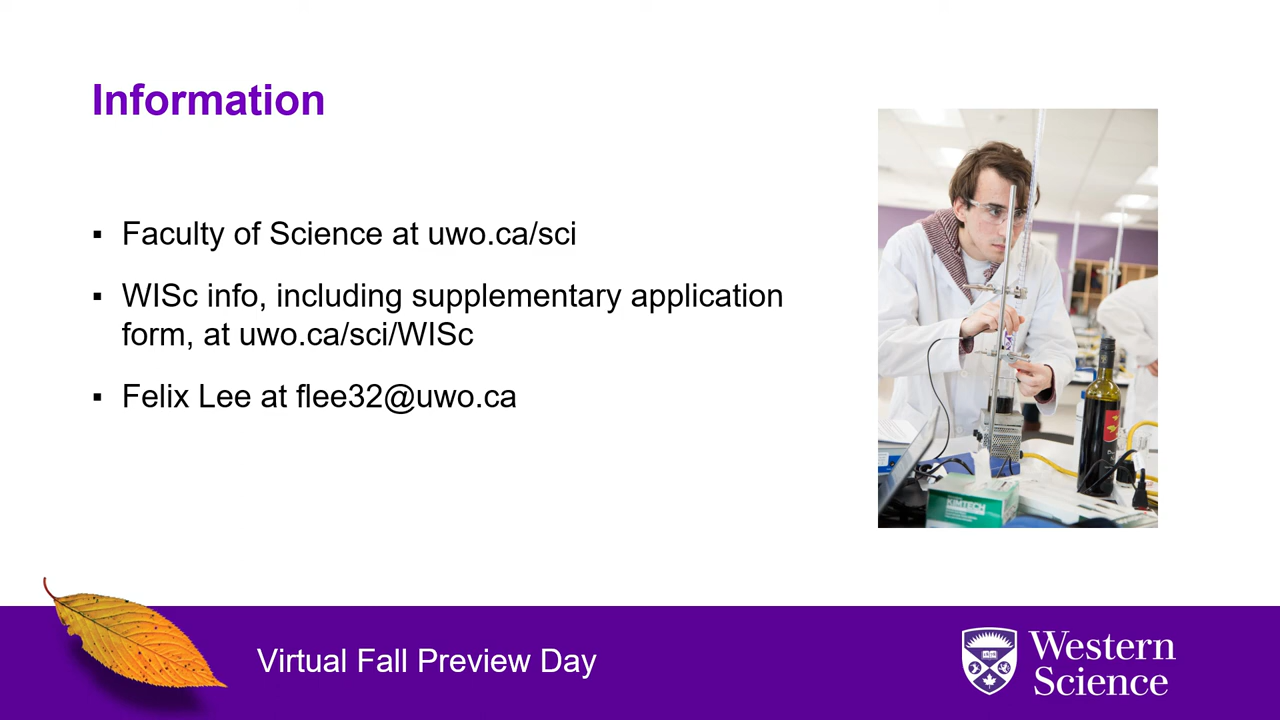 Information
▪ Faculty of Science at uwo.ca/sci
▪ WISc info, including supplementary application
form, at uwo.ca/sci/WISc
▪ Felix Lee at flee32@uwo.ca
KIMTECH
Virtual Fall Preview Day
Western
Science